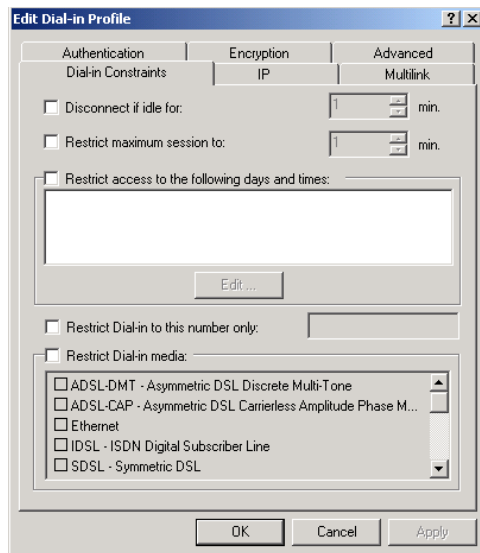 Edit Dial-in Profile
Authentication Encryption Advanced
Dial-in Constraints IP Multilink
Disconnect if idle for: 1 min.
Restrict maximum session to: 1 min.
Restrict access to the following days and times:
Edit ...
Restrict Dial-in to this number only:
Restrict Dial-in media:
ADSL-DMT - Asymmetric DSL Discrete Multi-Tone
ADSL-CAP - Asymmetric DSL Carrierless Amplitude Phase M...
Ethernet
IDSL - ISDN Digital Subscriber Line
SDSL - Symmetric DSL
OK Cancel Apply